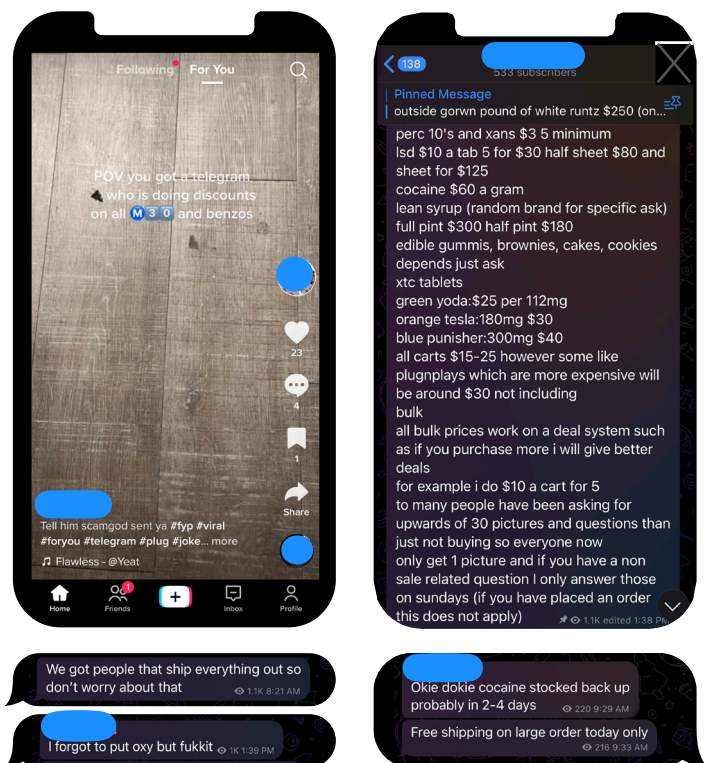 Following For You
POV you got a telegram
🔌 who is doing discounts
on all Ⓜ️3️⃣0️⃣ and benzos
23
4
1
Share
Tell him scamgod sent ya #fyp #viral
#foryou #telegram #plug #joke... more
♫ Flawless - @Yeat
1
Home Friends Inbox Profile
138
533 subscribers
Pinned Message
outside gorwn pound of white runtz $250 (on...
perc 10's and xans $3 5 minimum
lsd $10 a tab 5 for $30 half sheet $80 and
sheet for $125
cocaine $60 a gram
lean syrup (random brand for specific ask)
full pint $300 half pint $180
edible gummis, brownies, cakes, cookies
depends just ask
xtc tablets
green yoda:$25 per 112mg
orange tesla:180mg $30
blue punisher:300mg $40
all carts $15-25 however some like
plugnplays which are more expensive will
be around $30 not including
bulk
all bulk prices work on a deal system such
as if you purchase more i will give better
deals
for example i do $10 a cart for 5
to many people have been asking for
upwards of 30 pictures and questions than
just not buying so everyone now
only get 1 picture and if you have a non
sale related question I only answer those
on sundays (if you have placed an order
this does not apply) 1.1K edited 1:38 PM
We got people that ship everything out so
don't worry about that 1.1K 8:21 AM
I forgot to put oxy but fukkit 1K 1:39 PM
Okie dokie cocaine stocked back up
probably in 2-4 days 220 9:29 AM
Free shipping on large order today only
216 9:33 AM